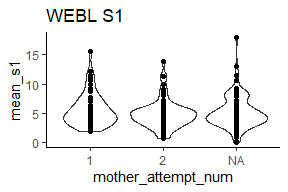 WEBL S1
mean_s1
15
10
5
0
1 2 NA
mother_attempt_num